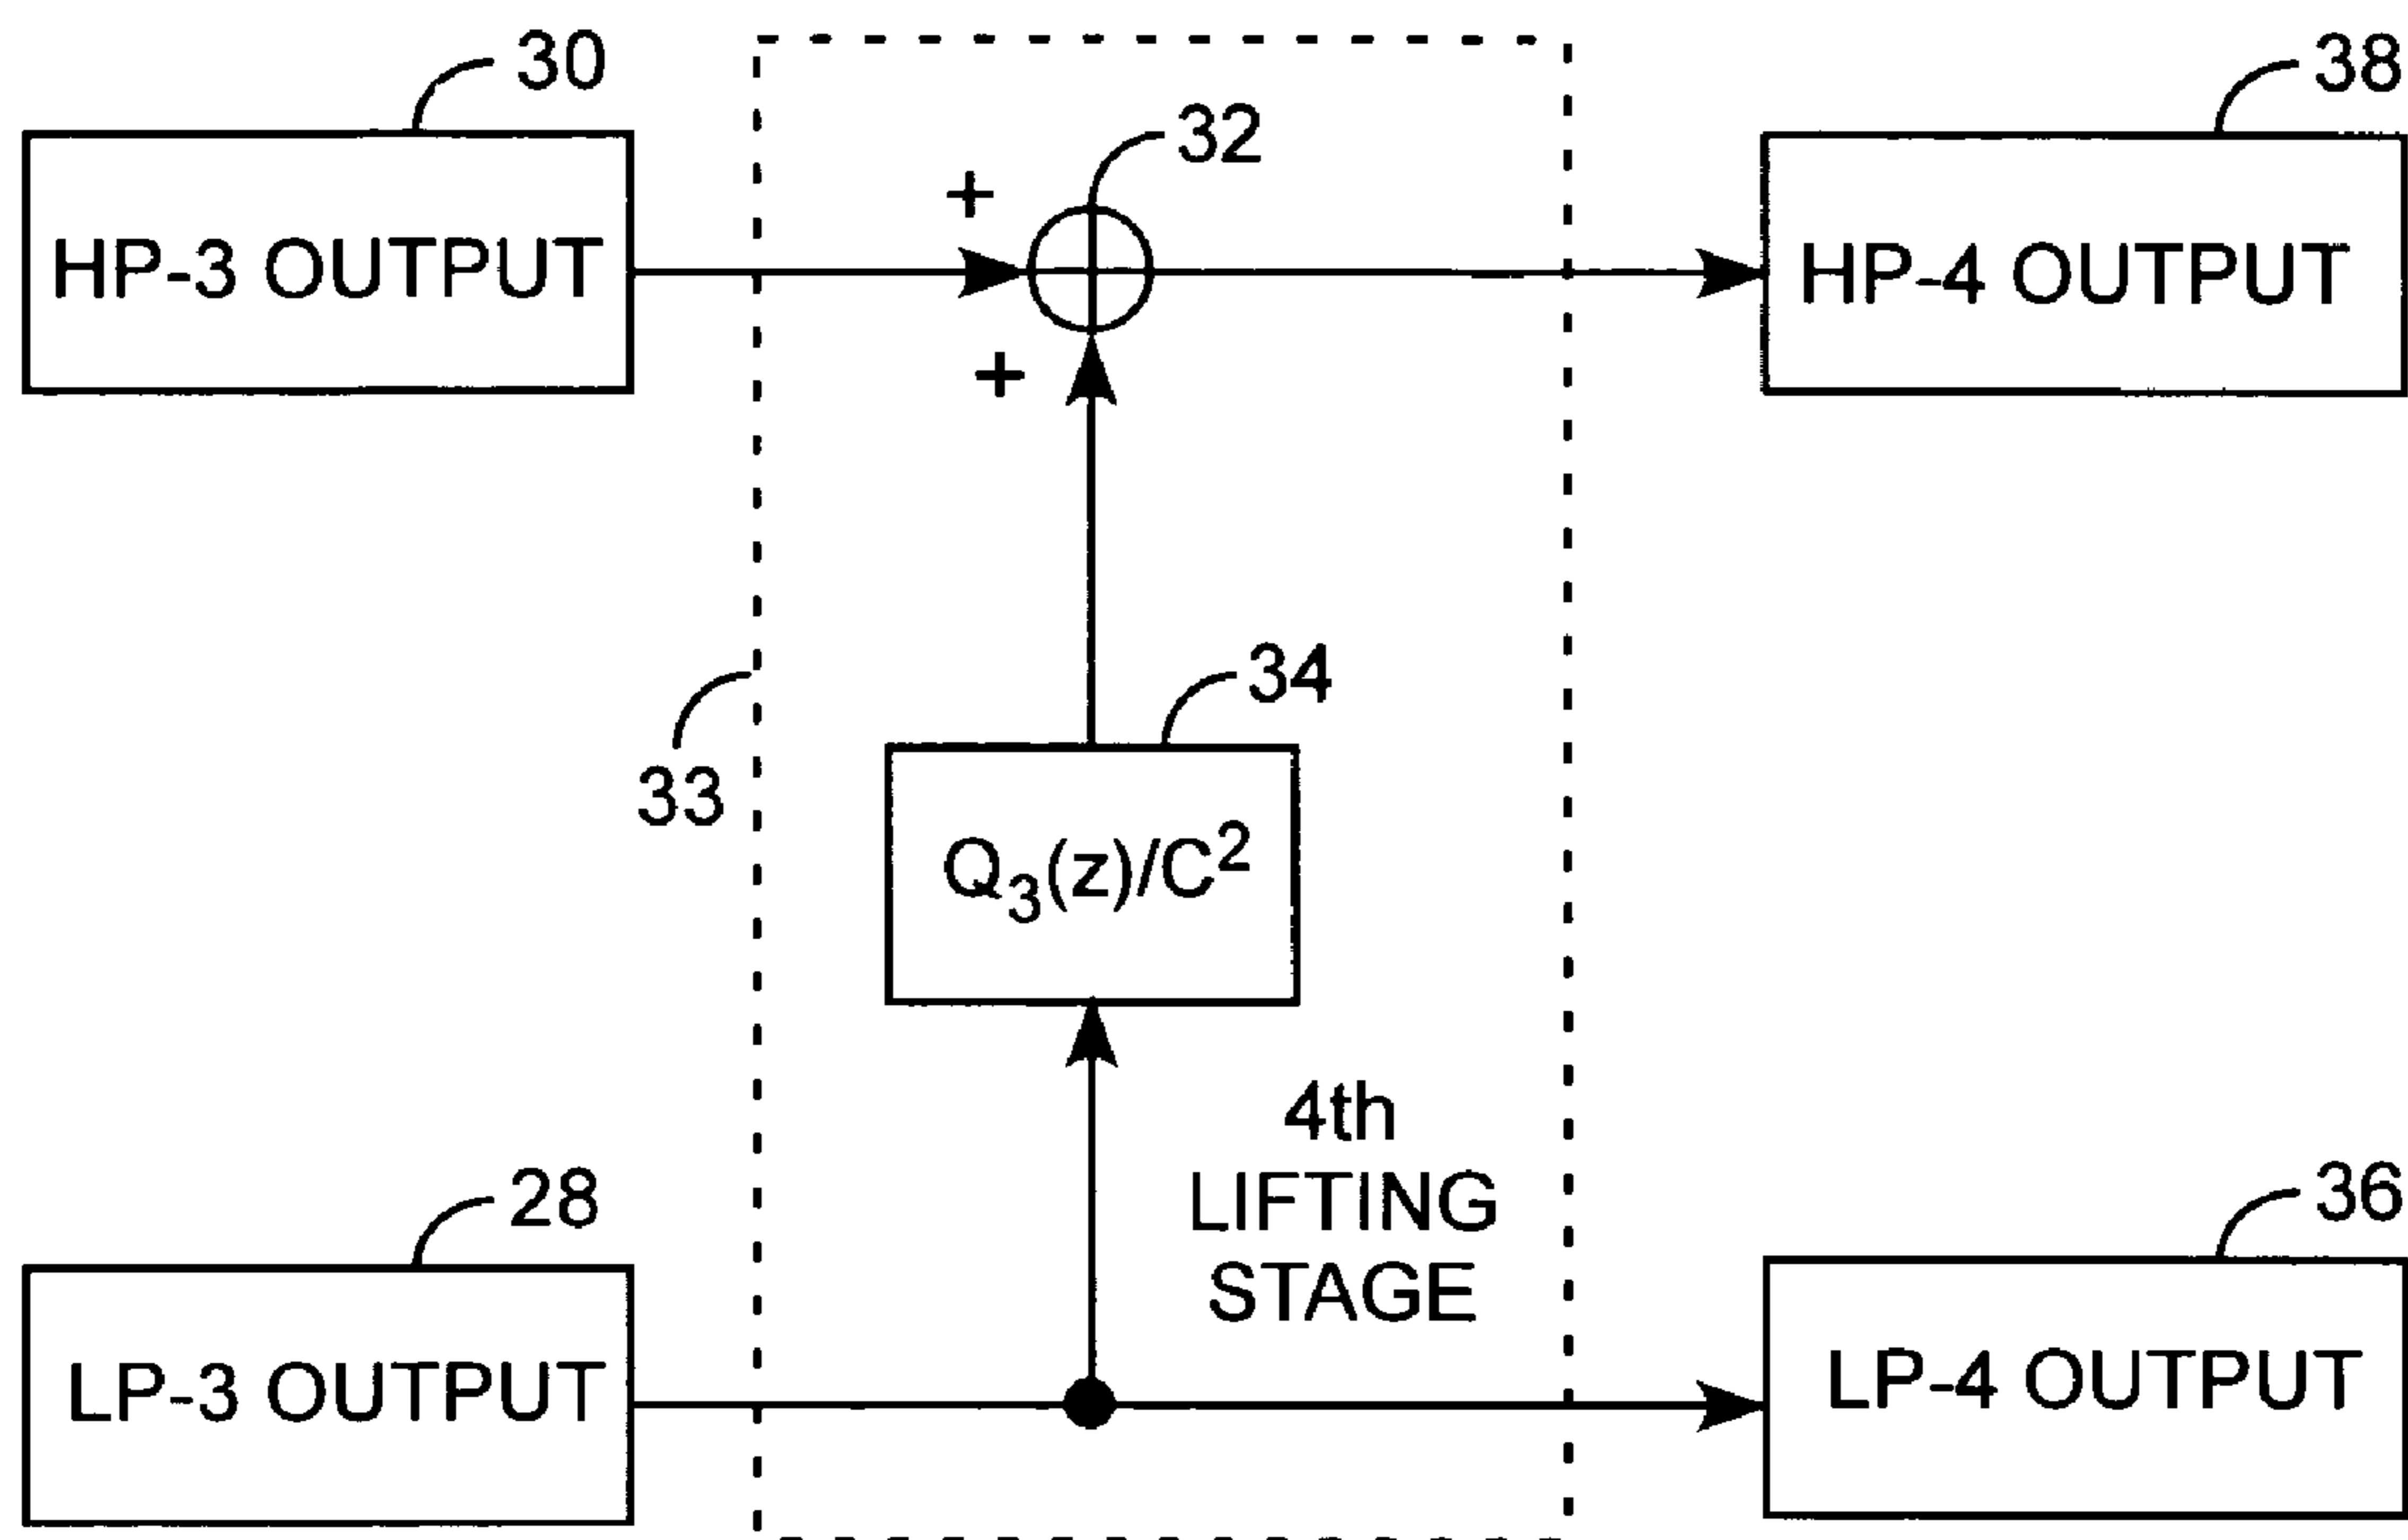 30
38
32
+
HP-3 OUTPUT
HP-4 OUTPUT
+
34
33
Q₃(z)/C²
4th
LIFTING
STAGE
28
36
LP-3 OUTPUT
LP-4 OUTPUT